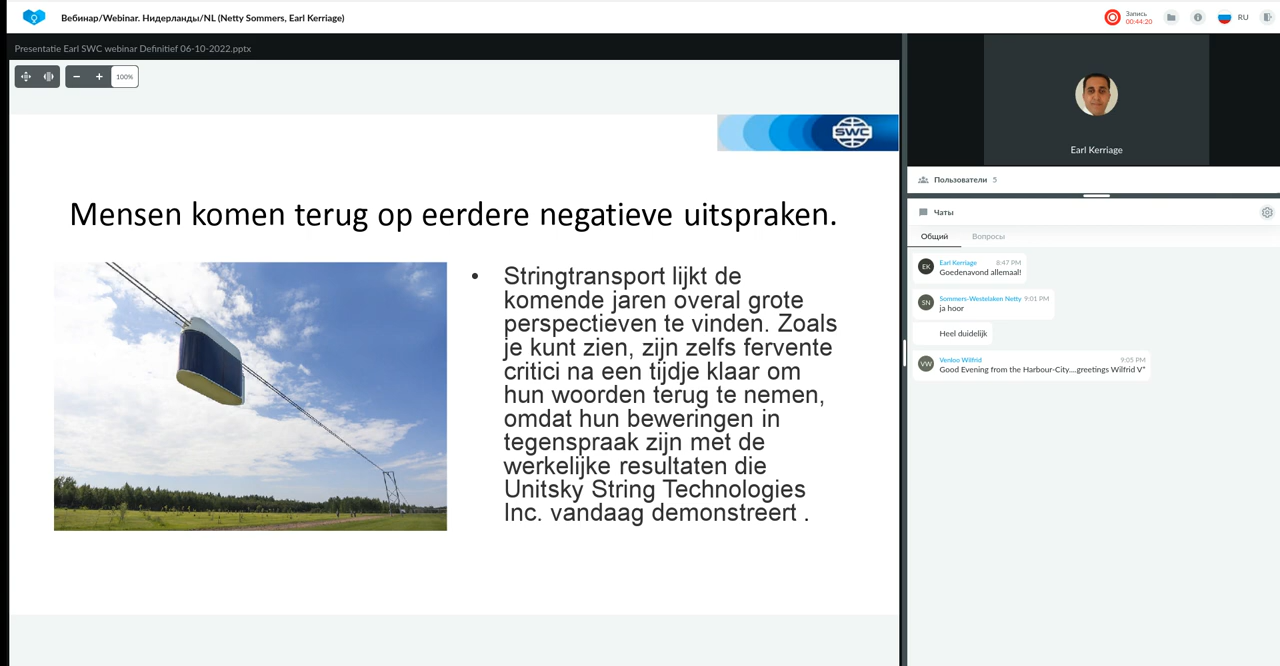 Вебинар/Webinar. Нидерланды/NL (Netty Sommers, Earl Kerriage)
Запись
00:44:20
RU
Presentatie Earl SWC webinar Definitief 06-10-2022.pptx
100%
SWC
Mensen komen terug op eerdere negatieve uitspraken.
• Stringtransport lijkt de
komende jaren overal grote
perspectieven te vinden. Zoals
je kunt zien, zijn zelfs fervente
critici na een tijdje klaar om
hun woorden terug te nemen,
omdat hun beweringen in
tegenspraak zijn met de
werkelijke resultaten die
Unitsky String Technologies
Inc. vandaag demonstreert .
Earl Kerriage
Пользователи 5
Чаты
Общий Вопросы
EK
Earl Kerriage 8:47 PM
Goedenavond allemaal!
SN
Sommers-Westelaken Netty 9:01 PM
ja hoor
Heel duidelijk
VW
Venloo Wilfrid 9:05 PM
Good Evening from the Harbour-City....greetings Wilfrid V"